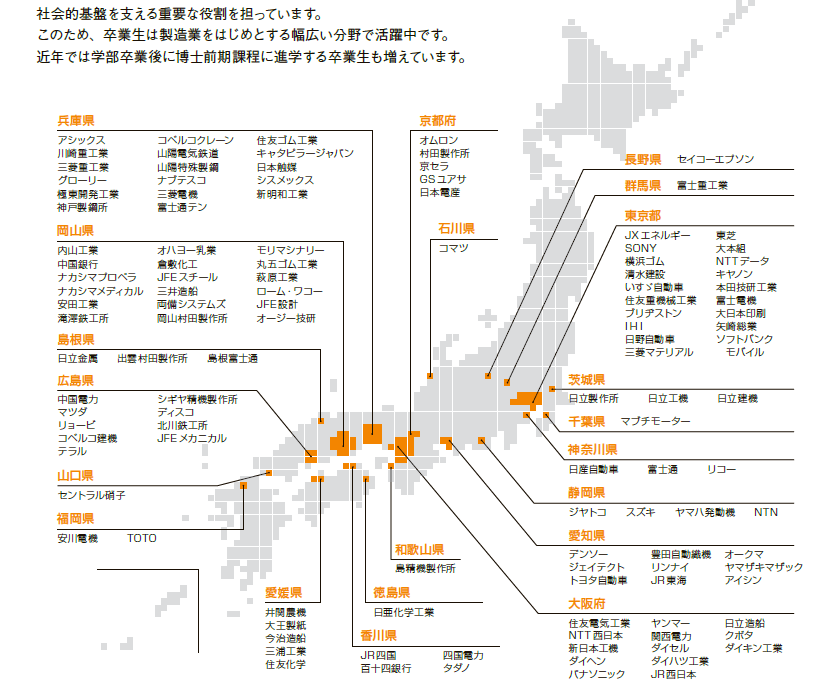 社会的基盤を支える重要な役割を担っています。
このため、卒業生は製造業をはじめとする幅広い分野で活躍中です。
近年では学部卒業後に博士前期課程に進学する卒業生も増えています。
兵庫県
アシックス　コベルコクレーン　住友ゴム工業
川崎重工業　山陽電気鉄道　キャタピラージャパン
三菱重工業　山陽特殊製鋼　日本触媒
グローリー　ナブテスコ　シスメックス
極東開発工業　三菱電機　新明和工業
神戸製鋼所　富士通テン
京都府
オムロン
村田製作所
京セラ
GSユアサ
日本電産
長野県　セイコーエプソン
群馬県　富士重工業
東京都
JXエネルギー　東芝
SONY　大本組
横浜ゴム　NTTデータ
清水建設　キヤノン
いすゞ自動車　本田技研工業
住友重機械工業　富士電機
ブリヂストン　大日本印刷
IHI　矢崎総業
日野自動車　ソフトバンク
三菱マテリアル　モバイル
石川県
コマツ
岡山県
内山工業　オハヨー乳業　モリマシナリー
中国銀行　倉敷化工　丸五ゴム工業
ナカシマプロペラ　JFEスチール　萩原工業
ナカシマメディカル　三井造船　ローム・ワコー
安田工業　両備システムズ　JFE設計
滝澤鉄工所　岡山村田製作所　オージー技研
島根県
日立金属　出雲村田製作所　島根富士通
広島県
中国電力　シギヤ精機製作所
マツダ　ディスコ
リョービ　北川鉄工所
コベルコ建機　JFEメカニカル
テラル
山口県
セントラル硝子
福岡県
安川電機　TOTO
茨城県
日立製作所　日立工機　日立建機
千葉県　マブチモーター
神奈川県
日産自動車　富士通　リコー
静岡県
ジヤトコ　スズキ　ヤマハ発動機　NTN
愛知県
デンソー　豊田自動織機　オークマ
ジェイテクト　リンナイ　ヤマザキマザック
トヨタ自動車　JR東海　アイシン
大阪府
住友電気工業　ヤンマー　日立造船
NTT西日本　関西電力　クボタ
新日本工機　ダイセル　ダイキン工業
ダイヘン　ダイハツ工業
パナソニック　JR西日本
和歌山県
島精機製作所
徳島県
日亜化学工業
香川県
JR四国　四国電力
百十四銀行　タダノ
愛媛県
井関農機
大王製紙
今治造船
三浦工業
住友化学